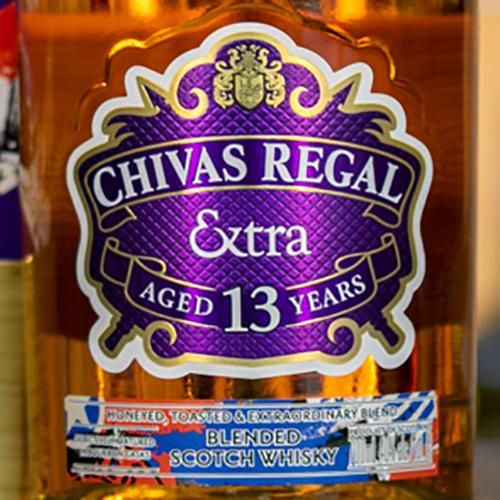 CHIVAS REGAL
Extra
AGED 13 YEARS
HONEYED, TOASTED & EXTRAORDINARY BLEND
BLENDED
SCOTCH WHISKY